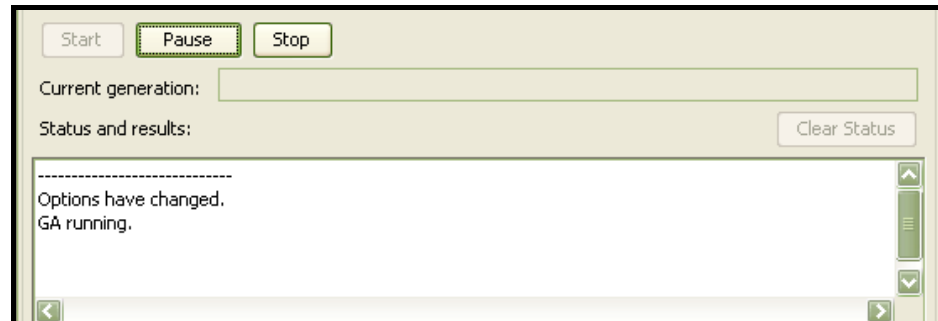 Start Pause Stop
Current generation:
Status and results: Clear Status
-----------------------------
Options have changed.
GA running.